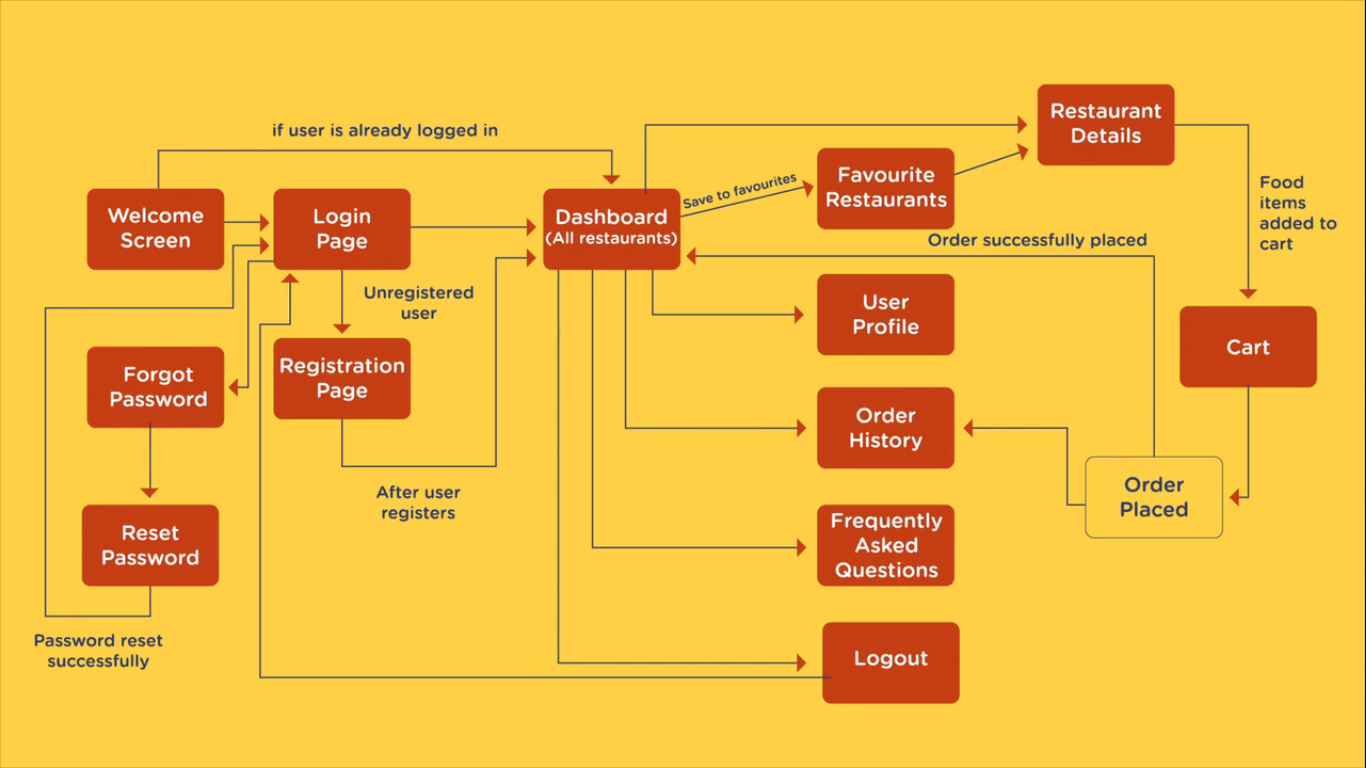 if user is already logged in
Welcome
Screen
Login
Page
Dashboard
(All restaurants)
Save to favourites
Favourite
Restaurants
Restaurant
Details
Food
items
added to
cart
Order successfully placed
Unregistered
user
User
Profile
Cart
Forgot
Password
Registration
Page
Order
History
Order
Placed
After user
registers
Reset
Password
Frequently
Asked
Questions
Password reset
successfully
Logout